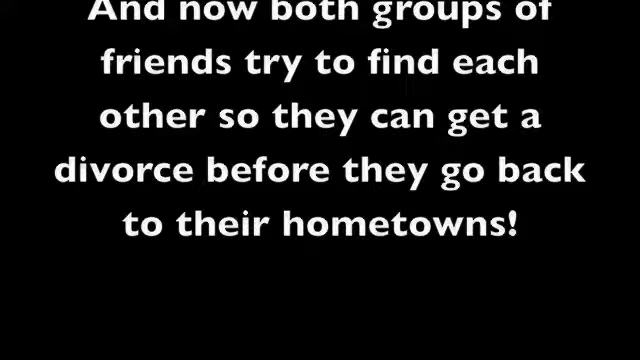 And now both groups of
friends try to find each
other so they can get a
divorce before they go back
to their hometowns!